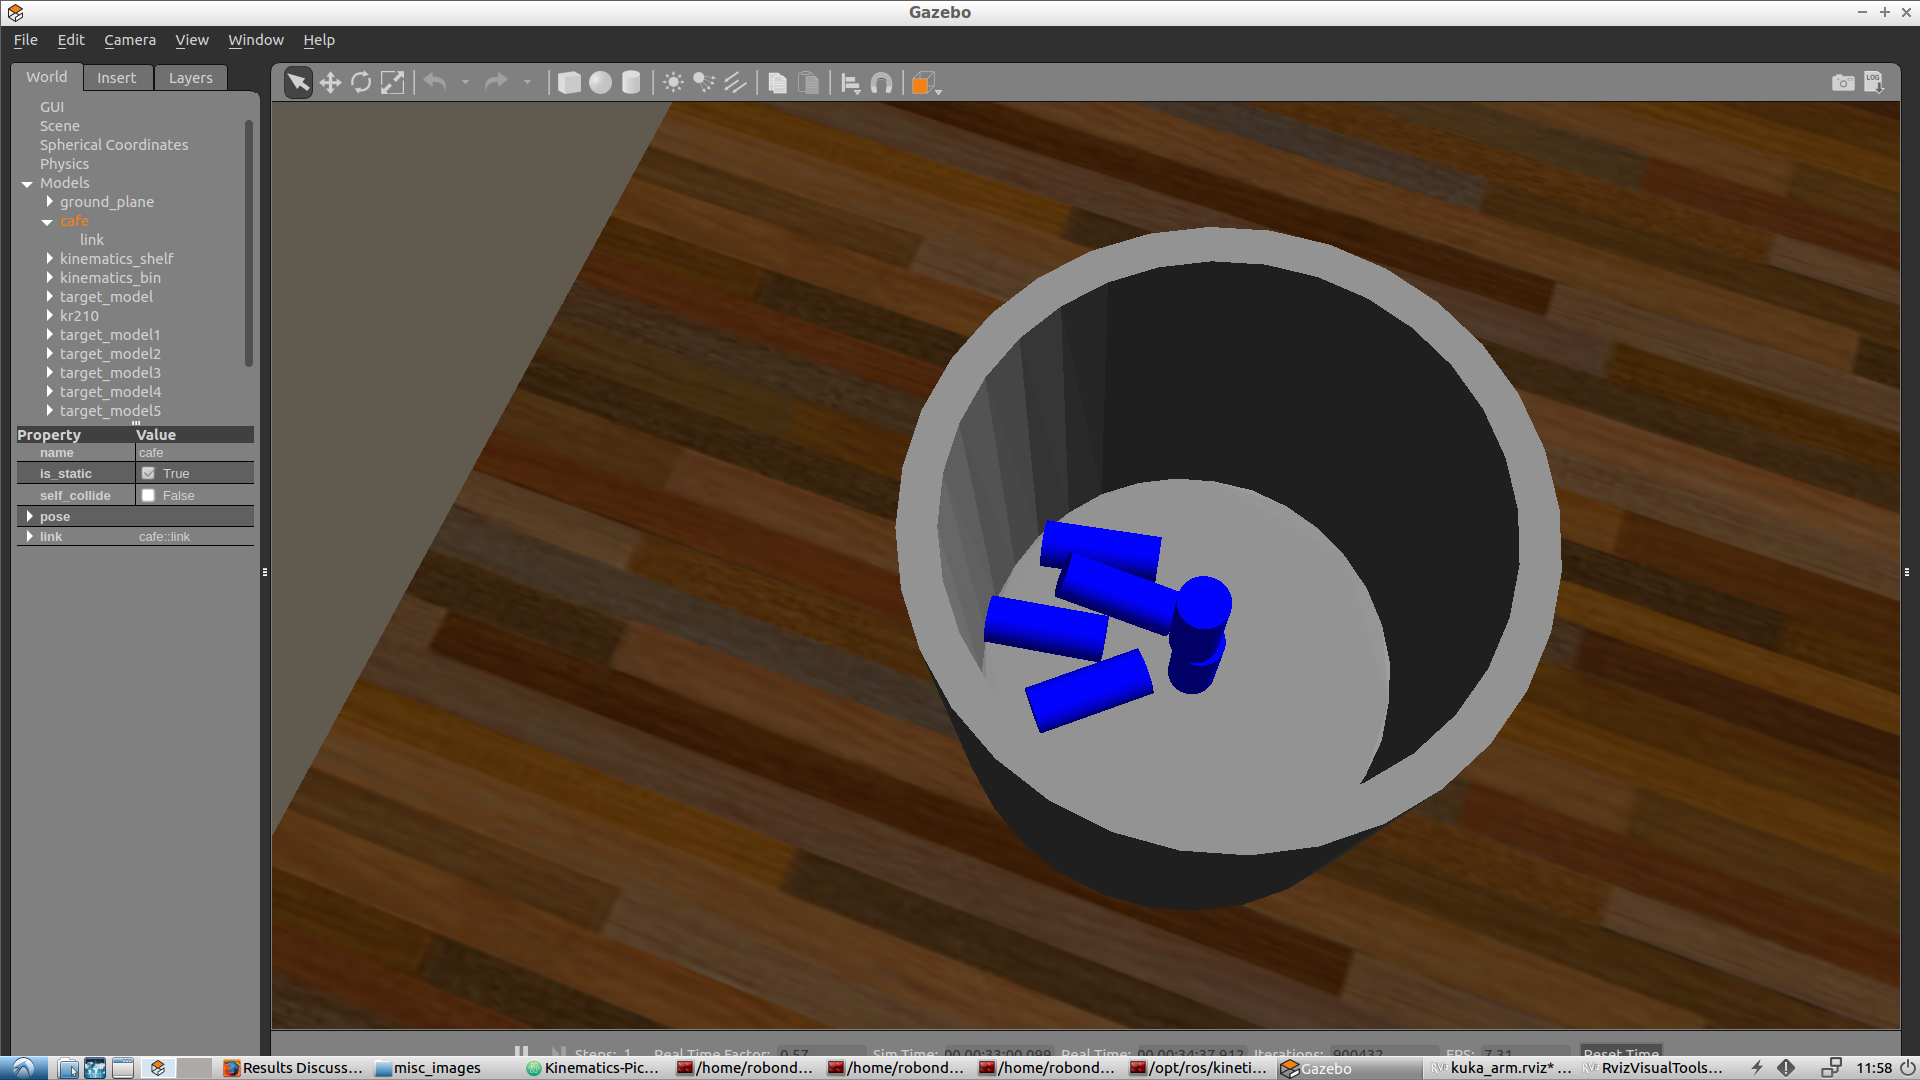 Gazebo
File Edit Camera View Window Help
World Insert Layers
LOG
GUI
Scene
Spherical Coordinates
Physics
Models
ground_plane
cafe
link
kinematics_shelf
kinematics_bin
target_model
kr210
target_model1
target_model2
target_model3
target_model4
target_model5
Property Value
name cafe
is_static True
self_collide False
pose
link cafe::link
Steps: 1 Real Time Factor: 0.57 Sim Time: 00 00:33:00.099 Real Time: 00 00:34:37.912 Iterations: 900432 FPS: 7.31 Reset Time
Results Discuss... misc_images Kinematics-Pic... /home/robond... /home/robond... /home/robond... /opt/ros/kineti... Gazebo kuka_arm.rviz* ... RvizVisualTools... 11:58